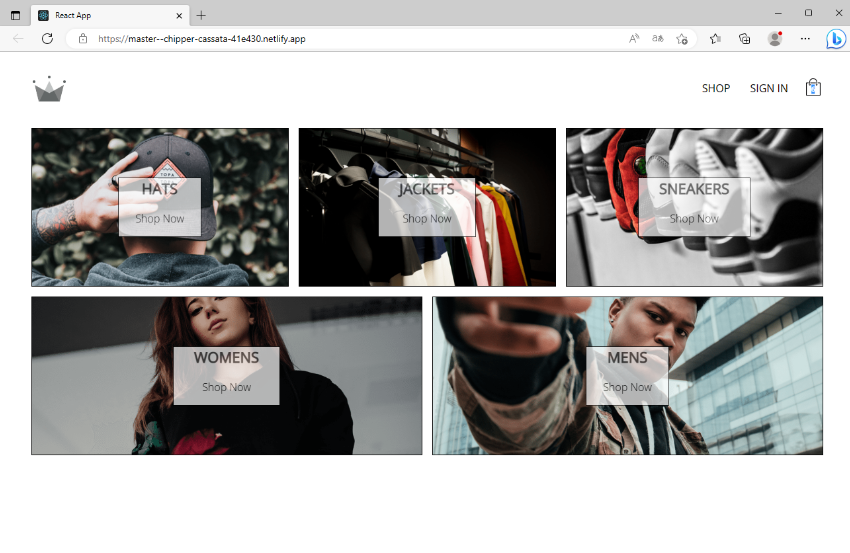 React App
https://master--chipper-cassata-41e430.netlify.app
SHOP
SIGN IN
TOPA
HATS
Shop Now
JACKETS
Shop Now
SNEAKERS
Shop Now
WOMENS
Shop Now
MENS
Shop Now